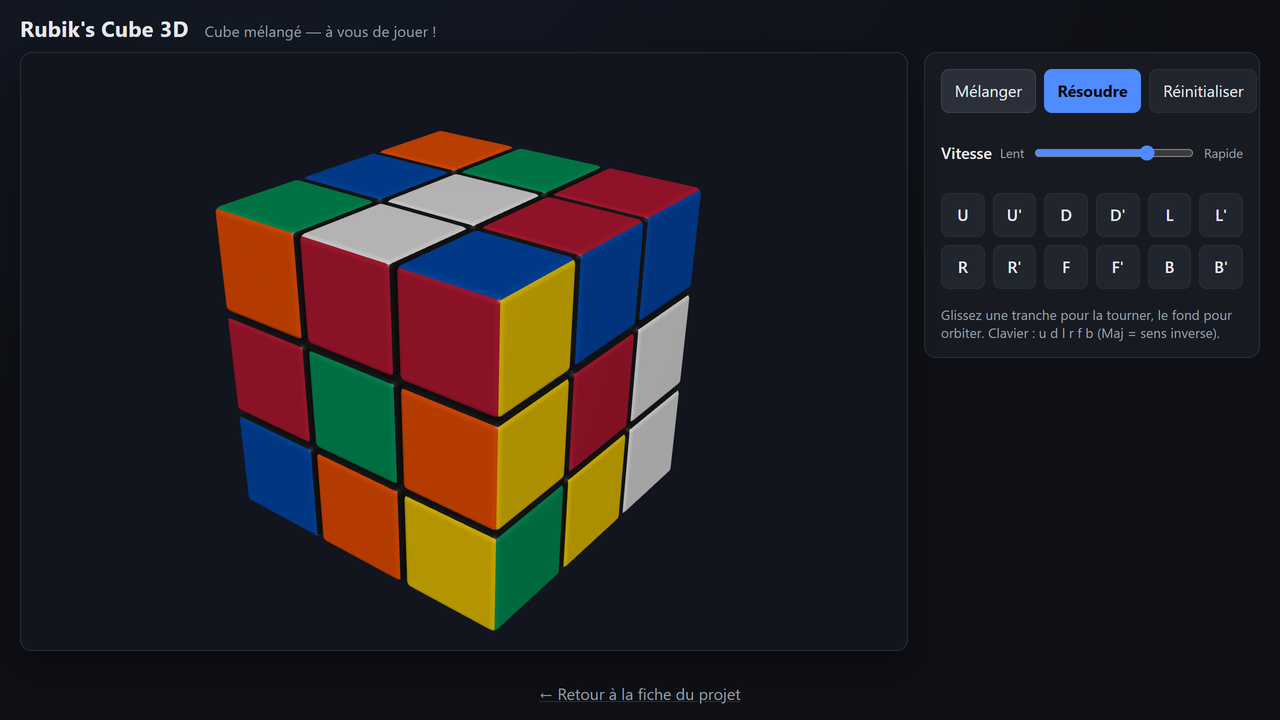 Rubik's Cube 3D
Cube mélangé — à vous de jouer !
Mélanger
Résoudre
Réinitialiser
Vitesse
Lent
Rapide
U
U'
D
D'
L
L'
R
R'
F
F'
B
B'
Glissez une tranche pour la tourner, le fond pour
orbiter. Clavier : u d l r f b (Maj = sens inverse).
← Retour à la fiche du projet